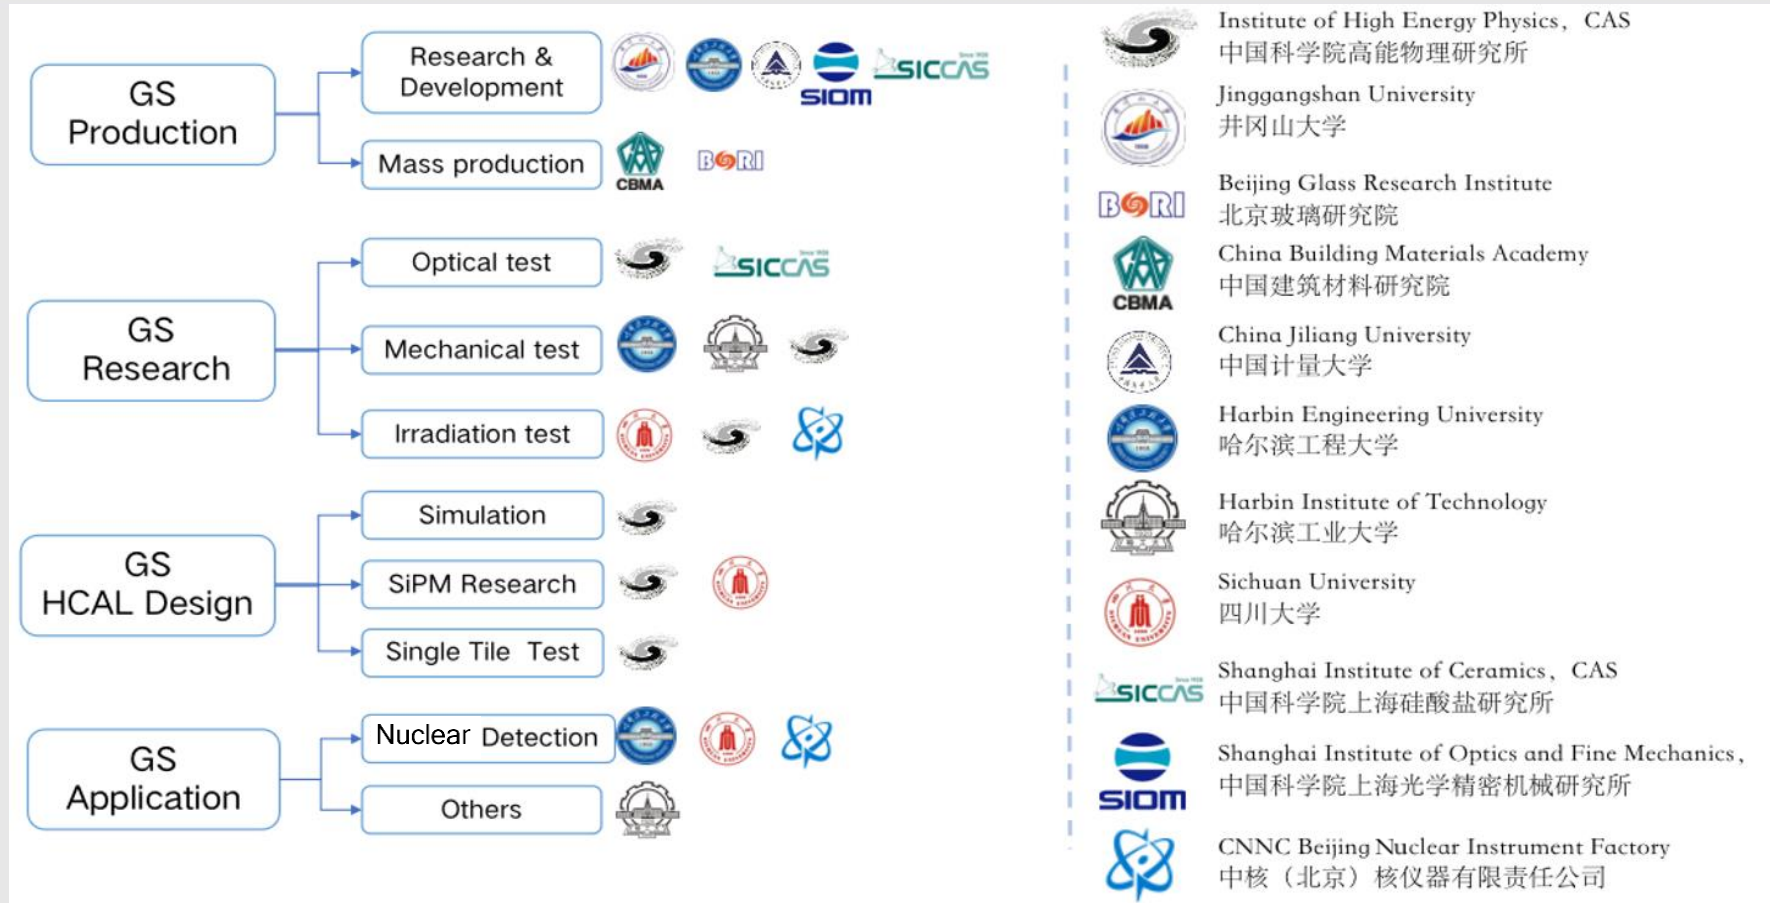 GS
Production
Research &
Development
SIOM
Since 1928
SICCAS
Mass production
CBMA
BGRI
GS
Research
Optical test
Since 1928
SICCAS
Mechanical test
Irradiation test
GS
HCAL Design
Simulation
SiPM Research
Single Tile Test
GS
Application
Nuclear Detection
Others
Institute of High Energy Physics, CAS
中国科学院高能物理研究所
Jinggangshan University
井冈山大学
BGRI
Beijing Glass Research Institute
北京玻璃研究院
CBMA
China Building Materials Academy
中国建筑材料研究院
China Jiliang University
中国计量大学
Harbin Engineering University
哈尔滨工程大学
Harbin Institute of Technology
哈尔滨工业大学
Sichuan University
四川大学
Since 1928
SICCAS
Shanghai Institute of Ceramics, CAS
中国科学院上海硅酸盐研究所
SIOM
Shanghai Institute of Optics and Fine Mechanics,
中国科学院上海光学精密机械研究所
CNNC Beijing Nuclear Instrument Factory
中核（北京）核仪器有限责任公司